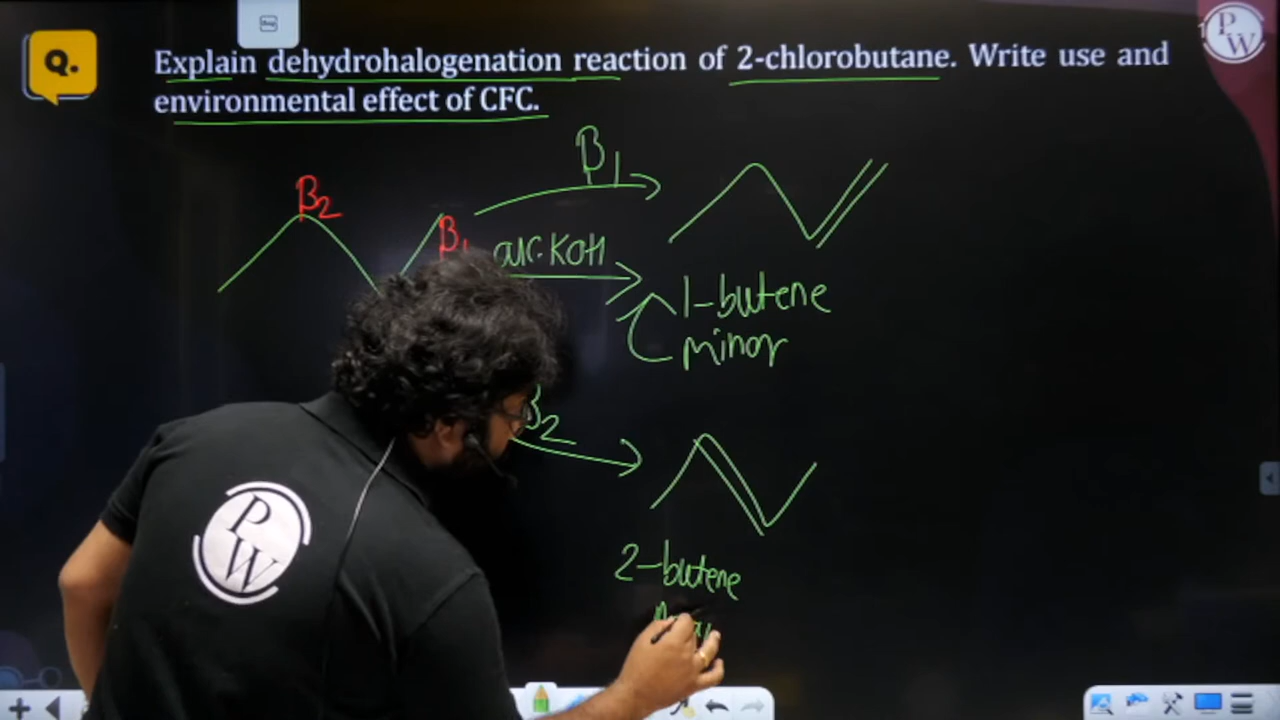 Q.
Explain dehydrohalogenation reaction of 2-chlorobutane. Write use and
environmental effect of CFC.
PW
β1
β2
β1
alc.KOH
1-butene
minor
β2
2-butene
PW